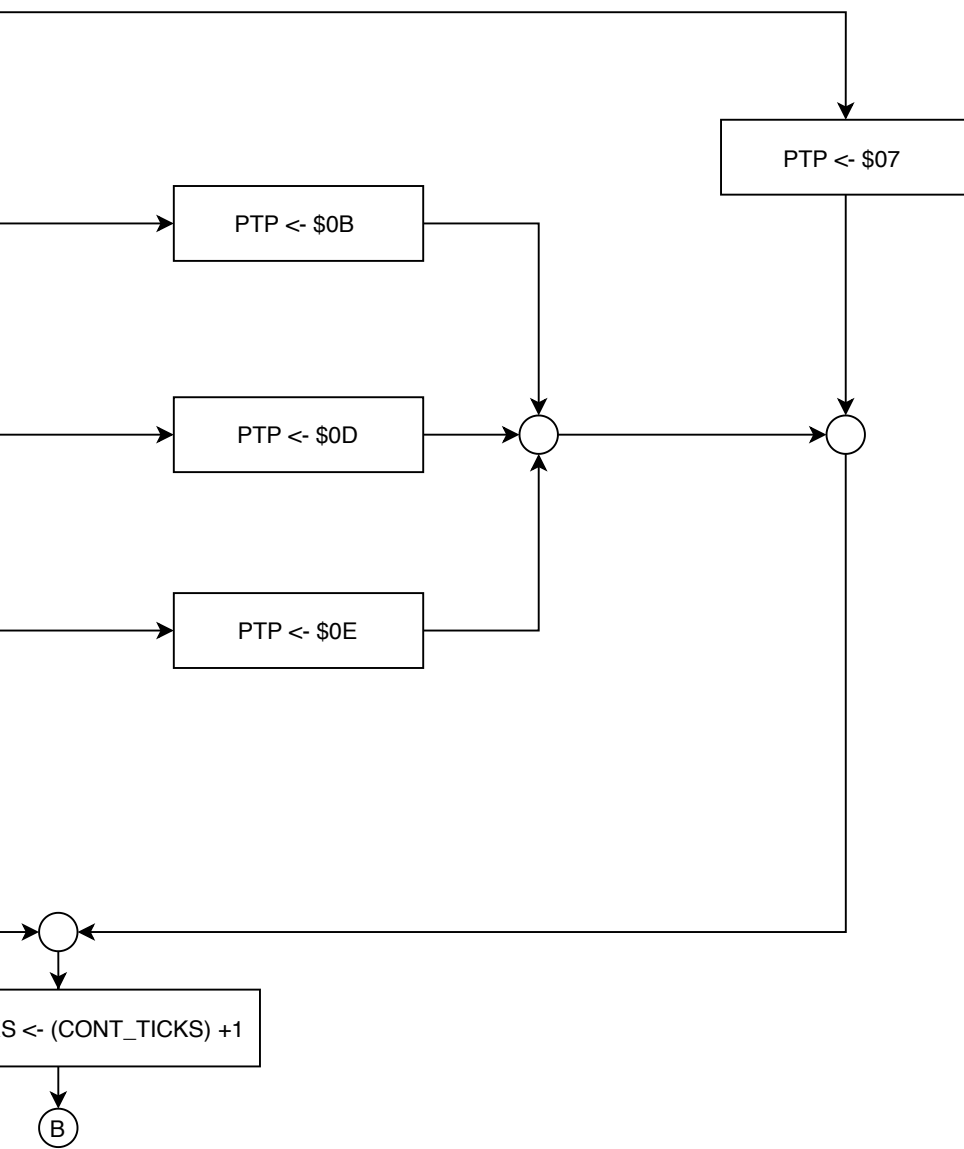 PTP <- $07
PTP <- $0B
PTP <- $0D
PTP <- $0E
S <- (CONT_TICKS) +1
B